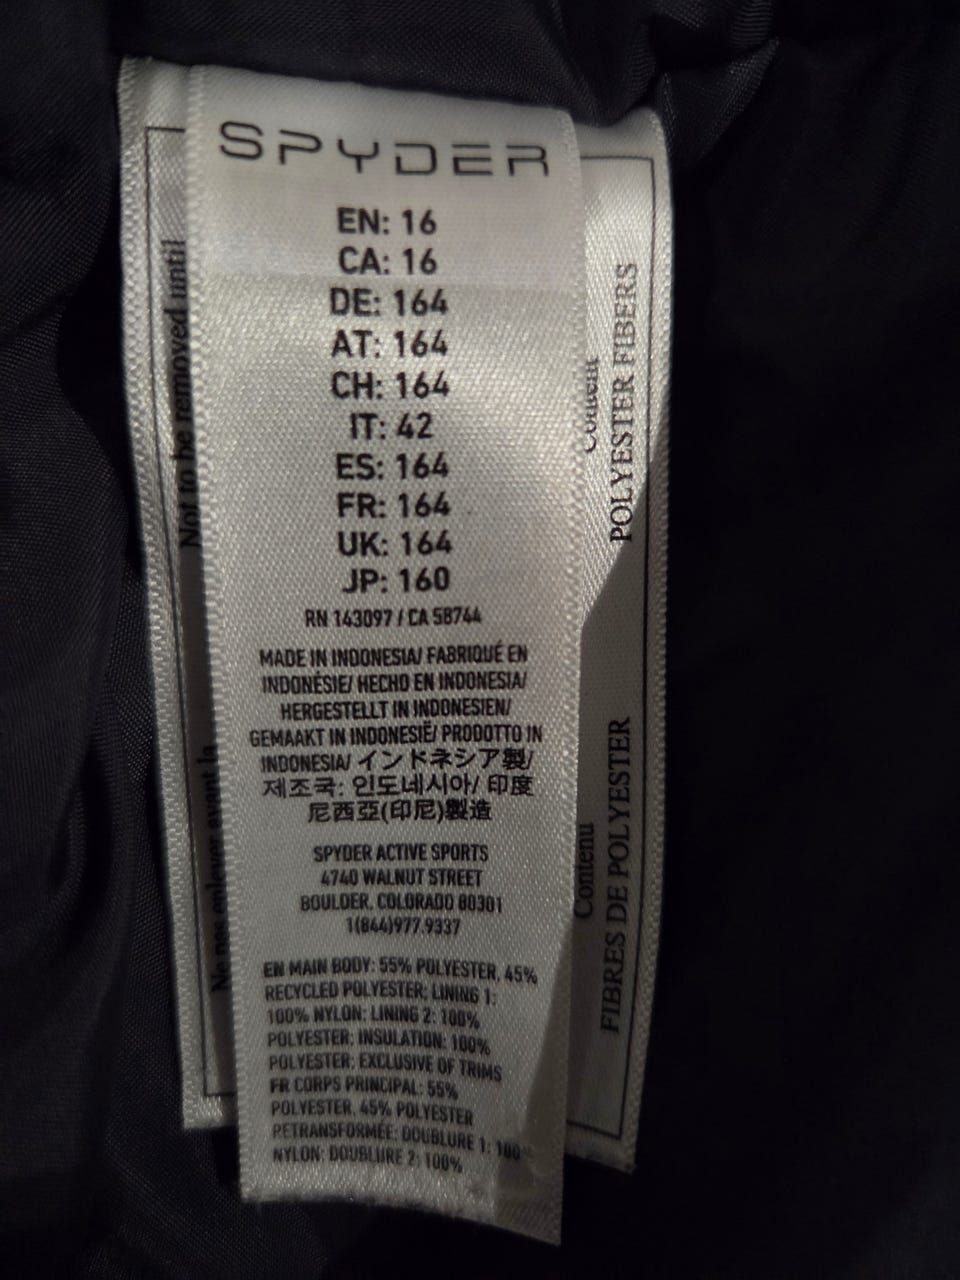 SPYDER
EN: 16
CA: 16
DE: 164
AT: 164
CH: 164
IT: 42
ES: 164
FR: 164
UK: 164
JP: 160
RN 143097 / CA 58744
MADE IN INDONESIA/ FABRIQUÉ EN
INDONÉSIE/ HECHO EN INDONESIA/
HERGESTELLT IN INDONESIEN/
GEMAAKT IN INDONESIË/ PRODOTTO IN
INDONESIA/ インドネシア製/
제조국: 인도네시아/ 印度
尼西亞(印尼)製造
SPYDER ACTIVE SPORTS
4740 WALNUT STREET
BOULDER, COLORADO 80301
1(844)977.9337
EN MAIN BODY: 55% POLYESTER, 45%
RECYCLED POLYESTER; LINING 1:
100% NYLON; LINING 2: 100%
POLYESTER; INSULATION: 100%
POLYESTER; EXCLUSIVE OF TRIMS
FR CORPS PRINCIPAL: 55%
POLYESTER, 45% POLYESTER
RETRANSFORMÉE; DOUBLURE 1: 100%
NYLON; DOUBLURE 2: 100%
Not to be removed until
Ne pas enlever avant la
Content
POLYESTER FIBERS
Contenu
FIBRES DE POLYESTER